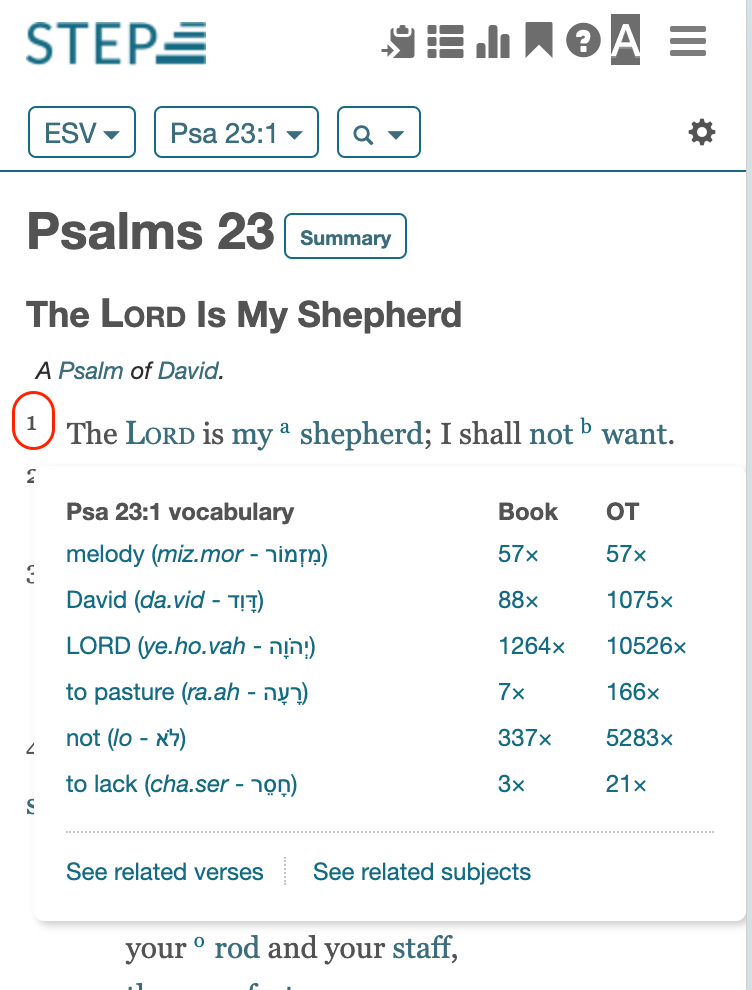 STEP
A
ESV
Psa 23:1
Psalms 23 Summary
The LORD Is My Shepherd
A Psalm of David.
1 The LORD is my a shepherd; I shall not b want.
2
Psa 23:1 vocabulary Book OT
melody (miz.mor - מִזְמוֹר) 57× 57×
David (da.vid - דָּוִד) 88× 1075×
LORD (ye.ho.vah - יְהֹוָה) 1264× 10526×
3
to pasture (ra.ah - רָעָה) 7× 166×
not (lo - לֹא) 337× 5283×
4
to lack (cha.ser - חָסֵר) 3× 21×
See related verses See related subjects
your o rod and your staff,